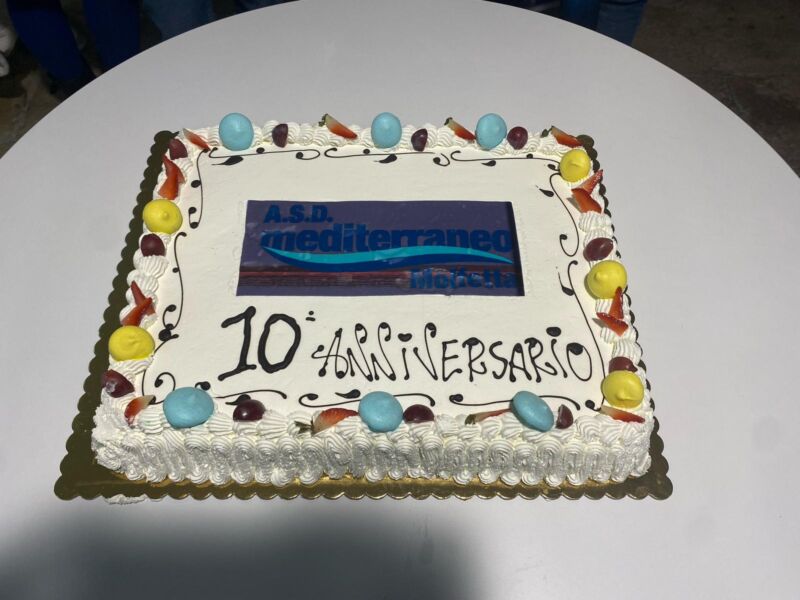 A.S.D.
mediterraneo
Molfetta
10° ANNiVERSARiO